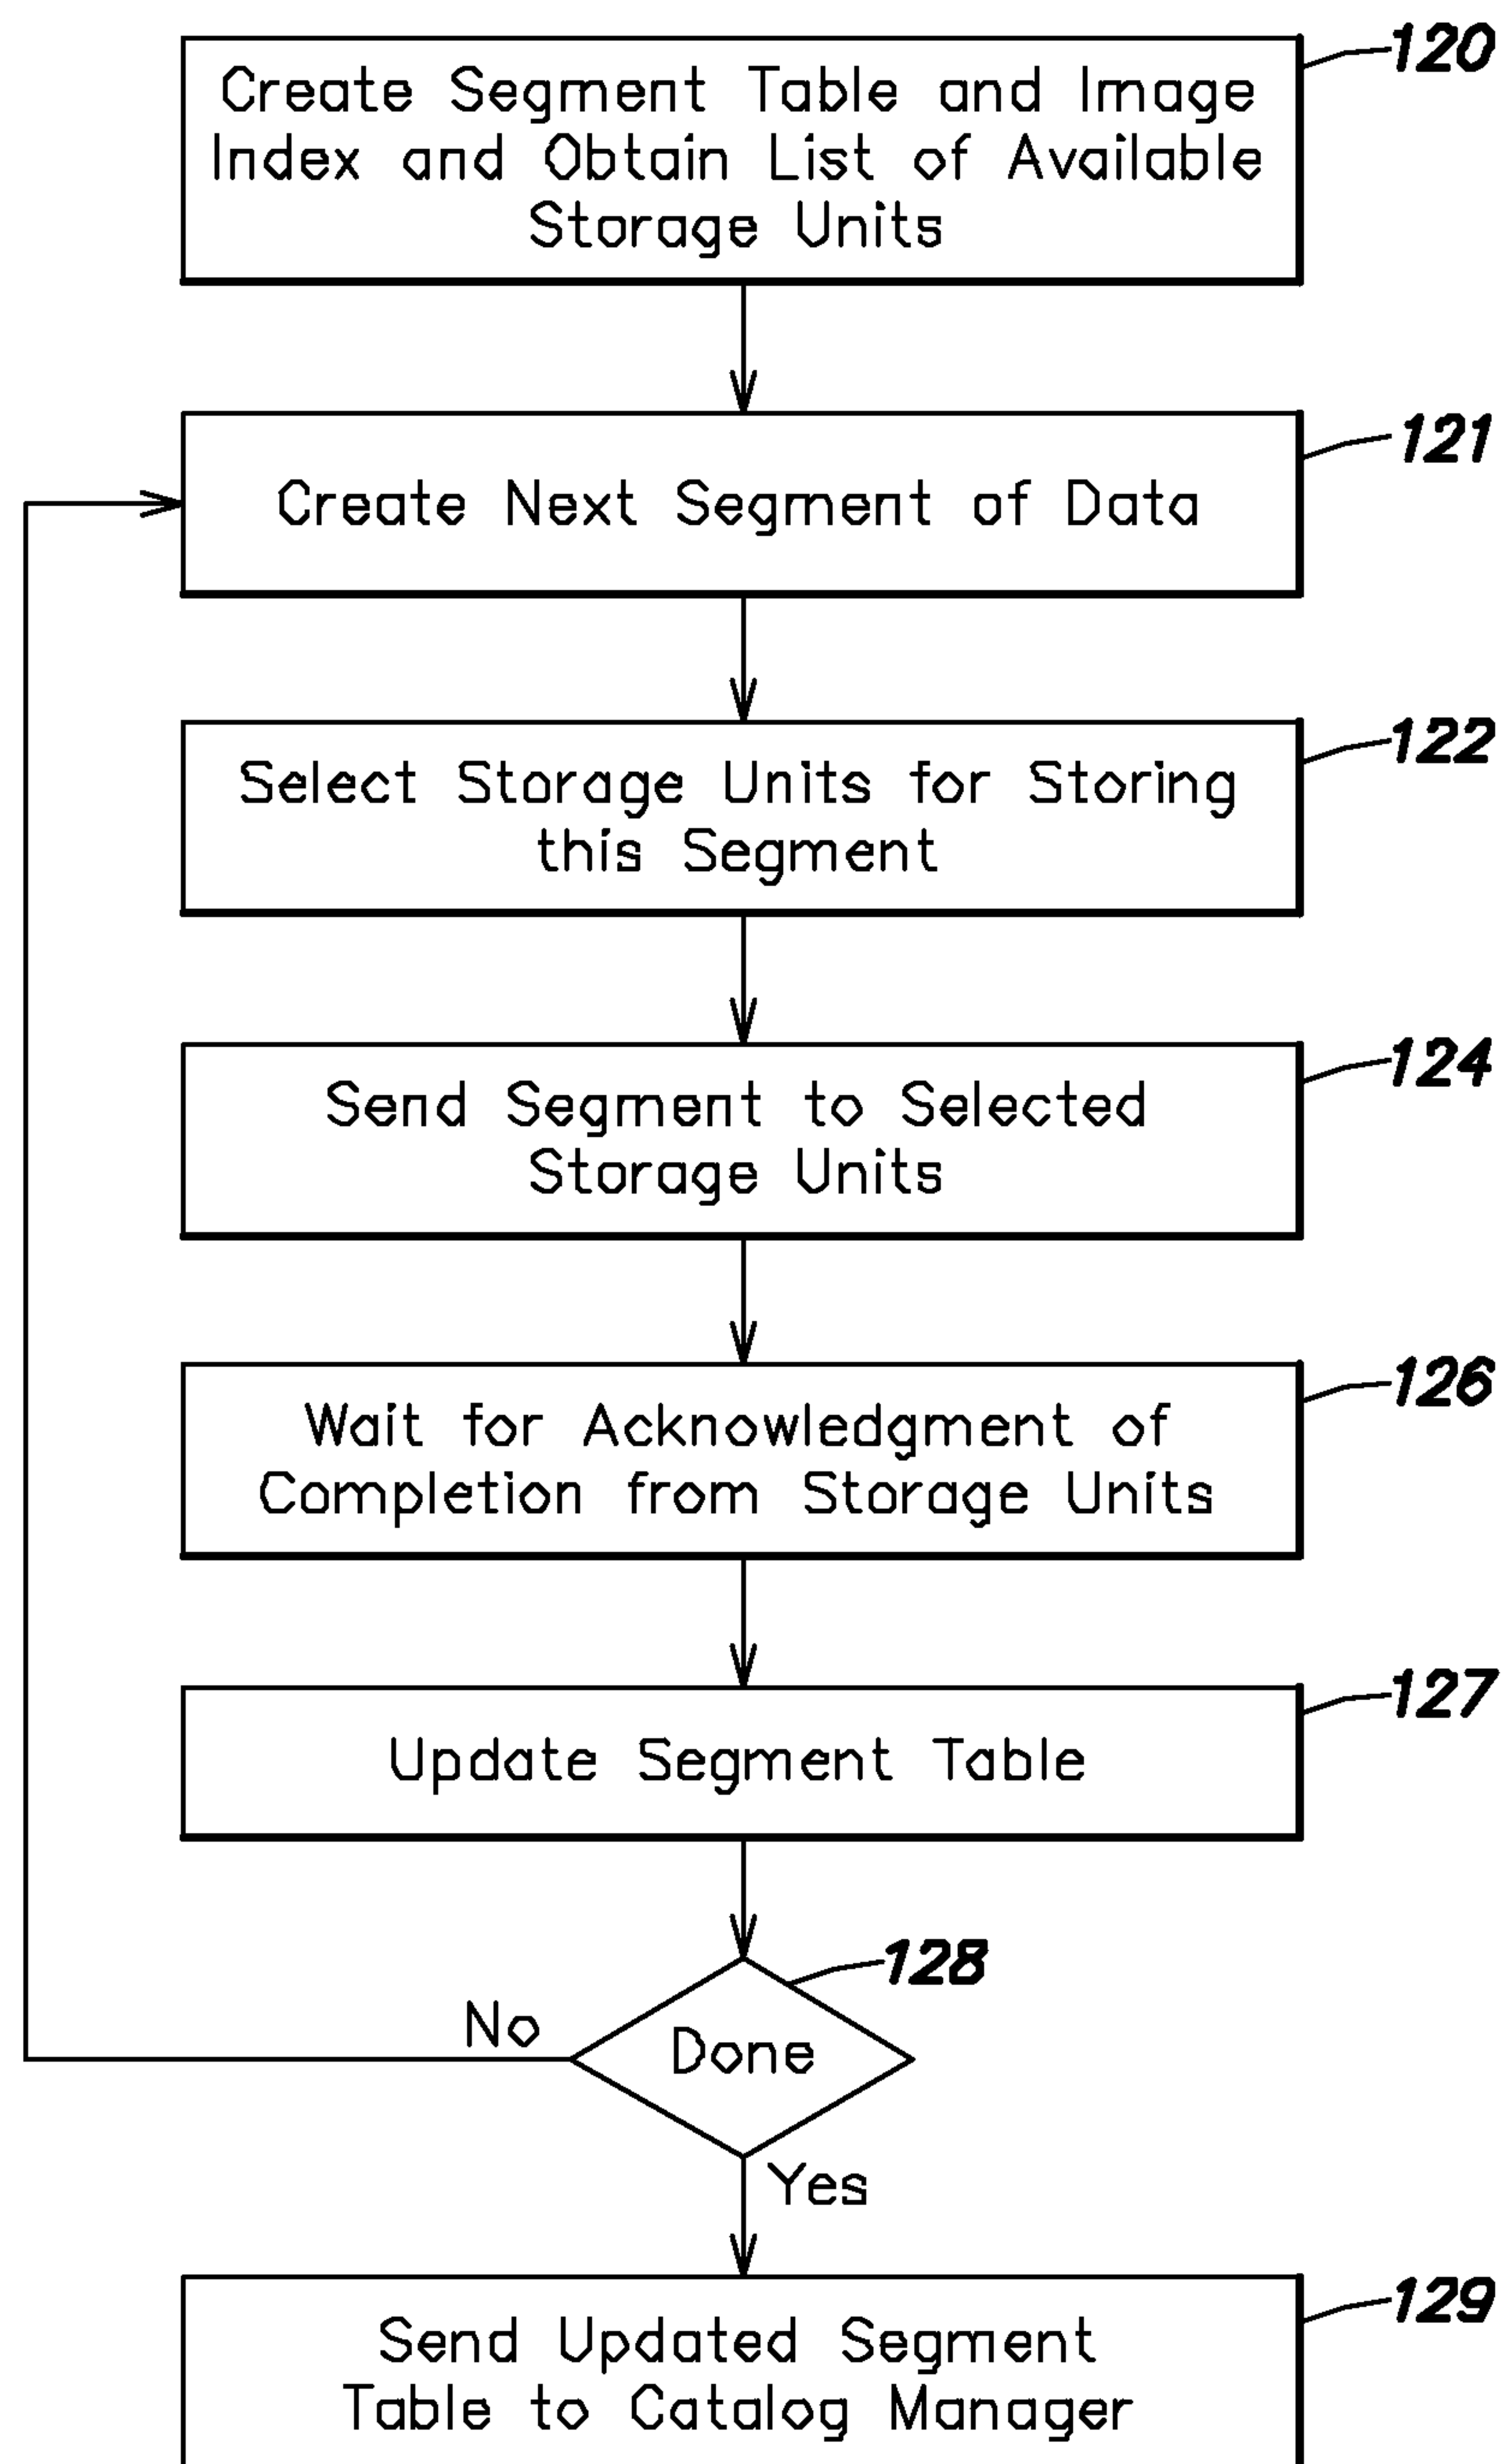 120
Create Segment Table and Image
Index and Obtain List of Available
Storage Units
121
Create Next Segment of Data
122
Select Storage Units for Storing
this Segment
124
Send Segment to Selected
Storage Units
126
Wait for Acknowledgment of
Completion from Storage Units
127
Update Segment Table
128
No
Done
Yes
129
Send Updated Segment
Table to Catalog Manager